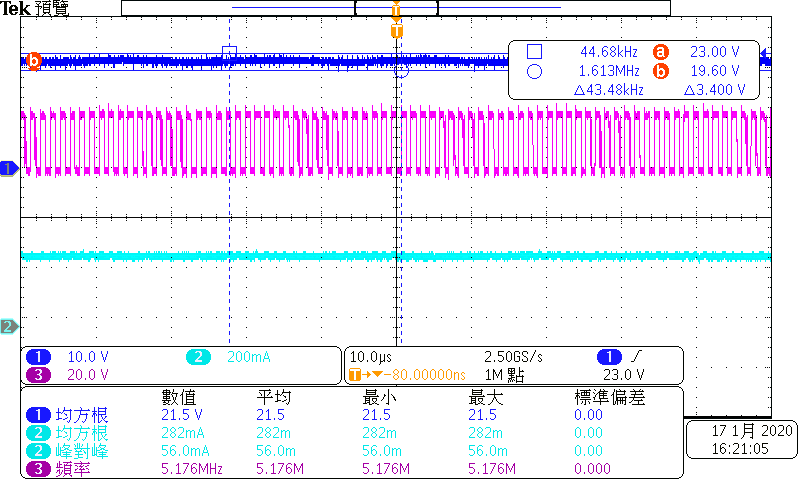 Tek 預覽
T
T
b
44.68kHz a 23.00 V
1.613MHz b 19.60 V
△43.48kHz △3.400 V
1
2
1 10.0 V 2 200mA
3 20.0 V
10.0μs 2.50GS/s 1
T→▼−80.00000ns 1M 點 23.0 V
數值 平均 最小 最大 標準偏差
1 均方根 21.5 V 21.5 21.5 21.5 0.00
2 均方根 282mA 282m 282m 282m 0.00
2 峰對峰 56.0mA 56.0m 56.0m 56.0m 0.00
3 頻率 5.176MHz 5.176M 5.176M 5.176M 0.000
17 1月 2020
16:21:05